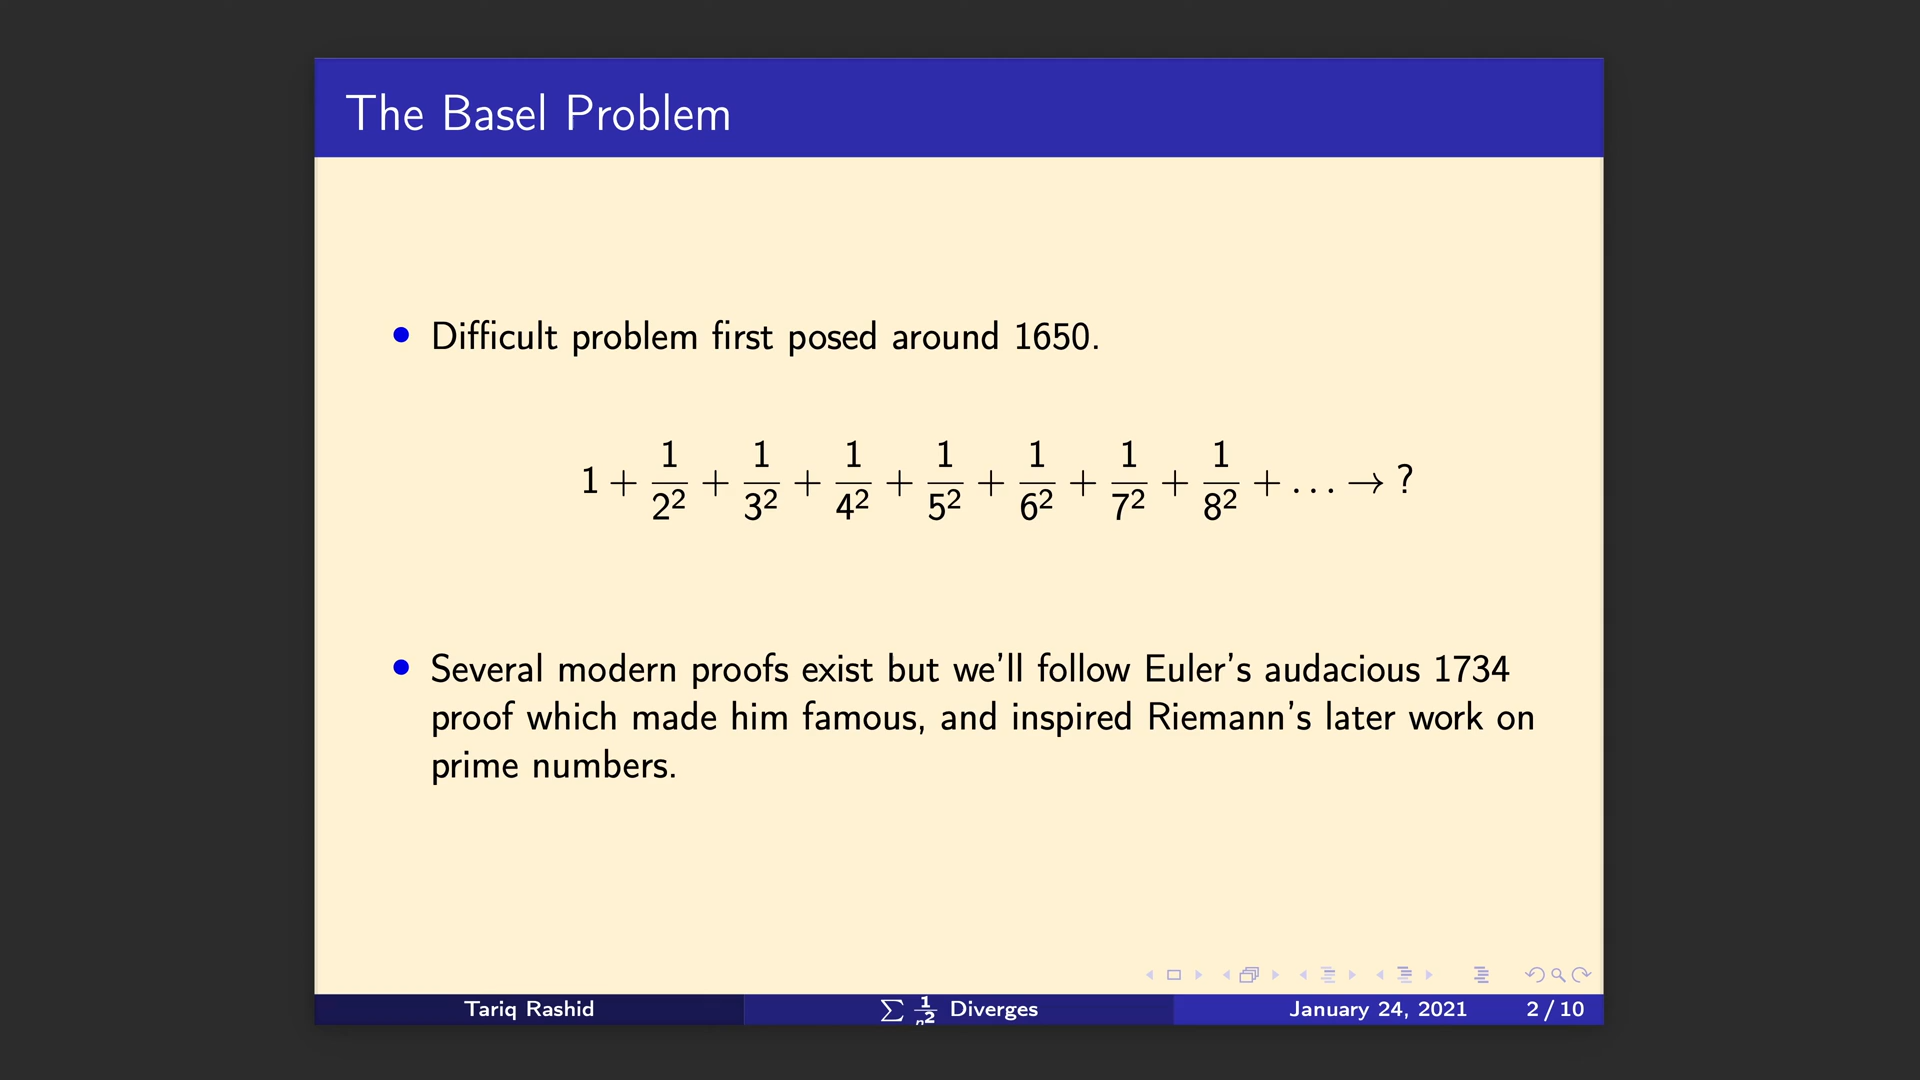 The Basel Problem
• Difficult problem first posed around 1650.
1 + 1/2² + 1/3² + 1/4² + 1/5² + 1/6² + 1/7² + 1/8² + ... → ?
• Several modern proofs exist but we'll follow Euler's audacious 1734
proof which made him famous, and inspired Riemann's later work on
prime numbers.
Tariq Rashid ∑ 1/n² Diverges January 24, 2021 2 / 10